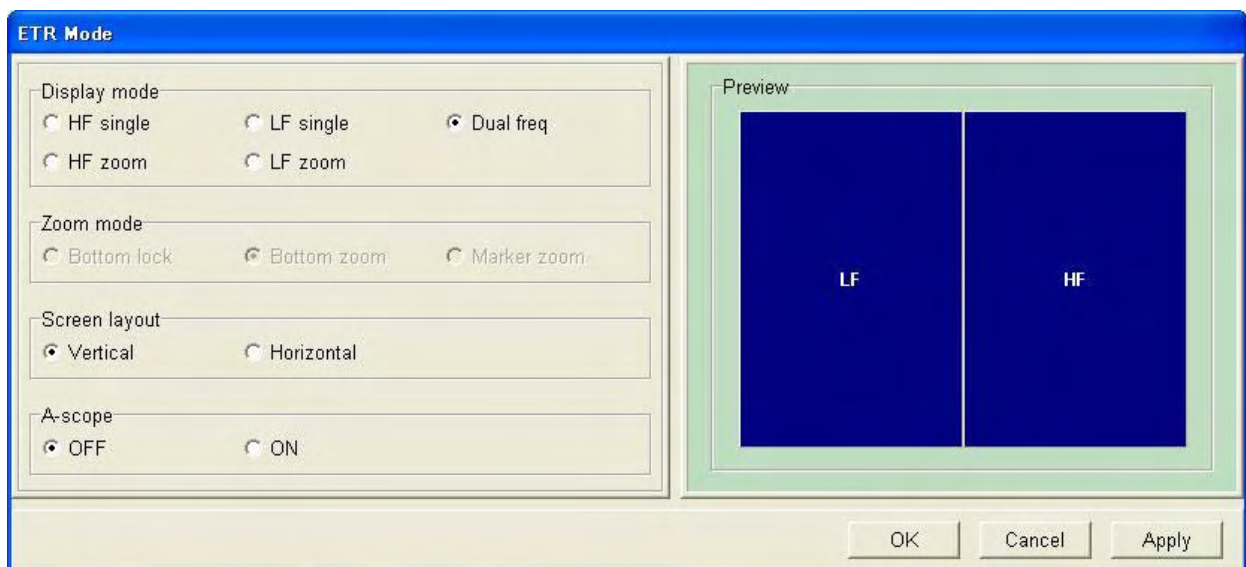 ETR Mode
Display mode
HF single LF single Dual freq
HF zoom LF zoom
Zoom mode
Bottom lock Bottom zoom Marker zoom
Screen layout
Vertical Horizontal
A-scope
OFF ON
Preview
LF HF
OK Cancel Apply